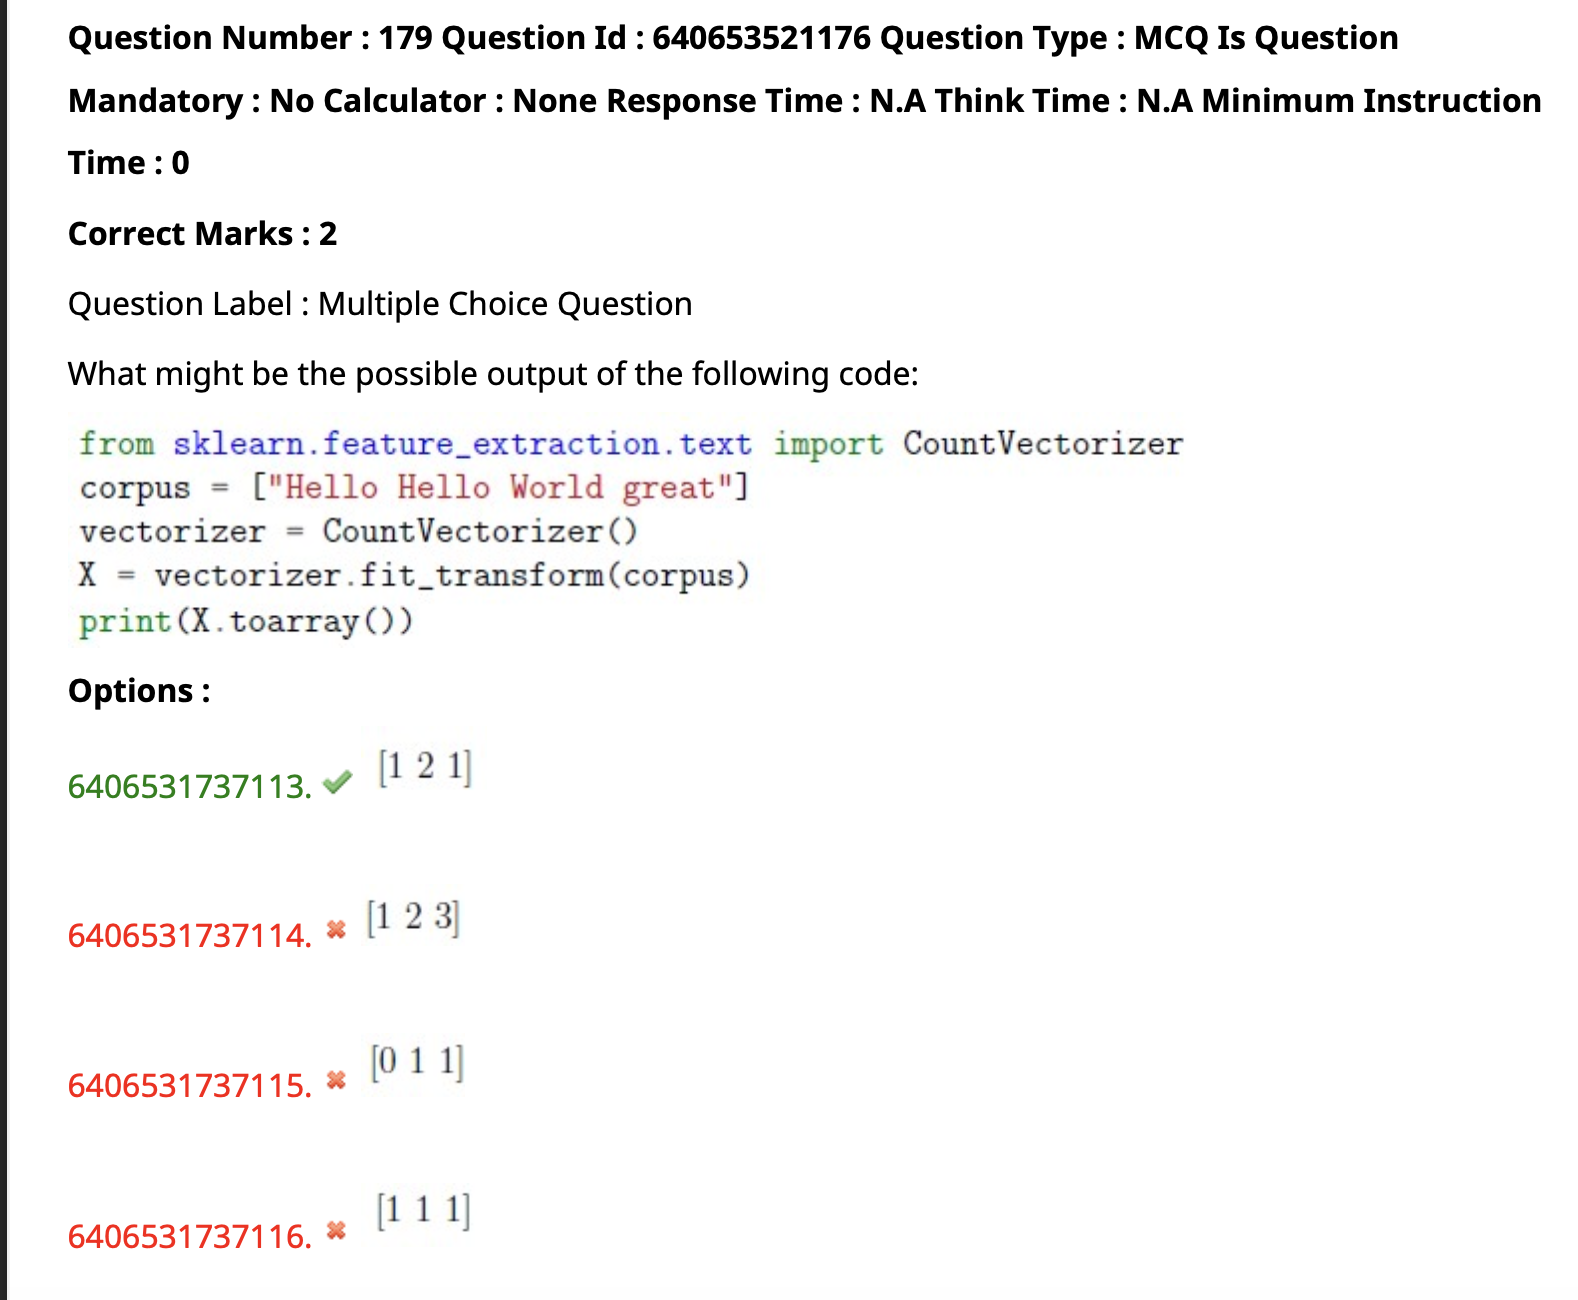 Question Number : 179 Question Id : 640653521176 Question Type : MCQ Is Question
Mandatory : No Calculator : None Response Time : N.A Think Time : N.A Minimum Instruction
Time : 0
Correct Marks : 2
Question Label : Multiple Choice Question
What might be the possible output of the following code:
from sklearn.feature_extraction.text import CountVectorizer
corpus = ["Hello Hello World great"]
vectorizer = CountVectorizer()
X = vectorizer.fit_transform(corpus)
print(X.toarray())
Options :
6406531737113. ✔ [1 2 1]
6406531737114. ✖ [1 2 3]
6406531737115. ✖ [0 1 1]
6406531737116. ✖ [1 1 1]